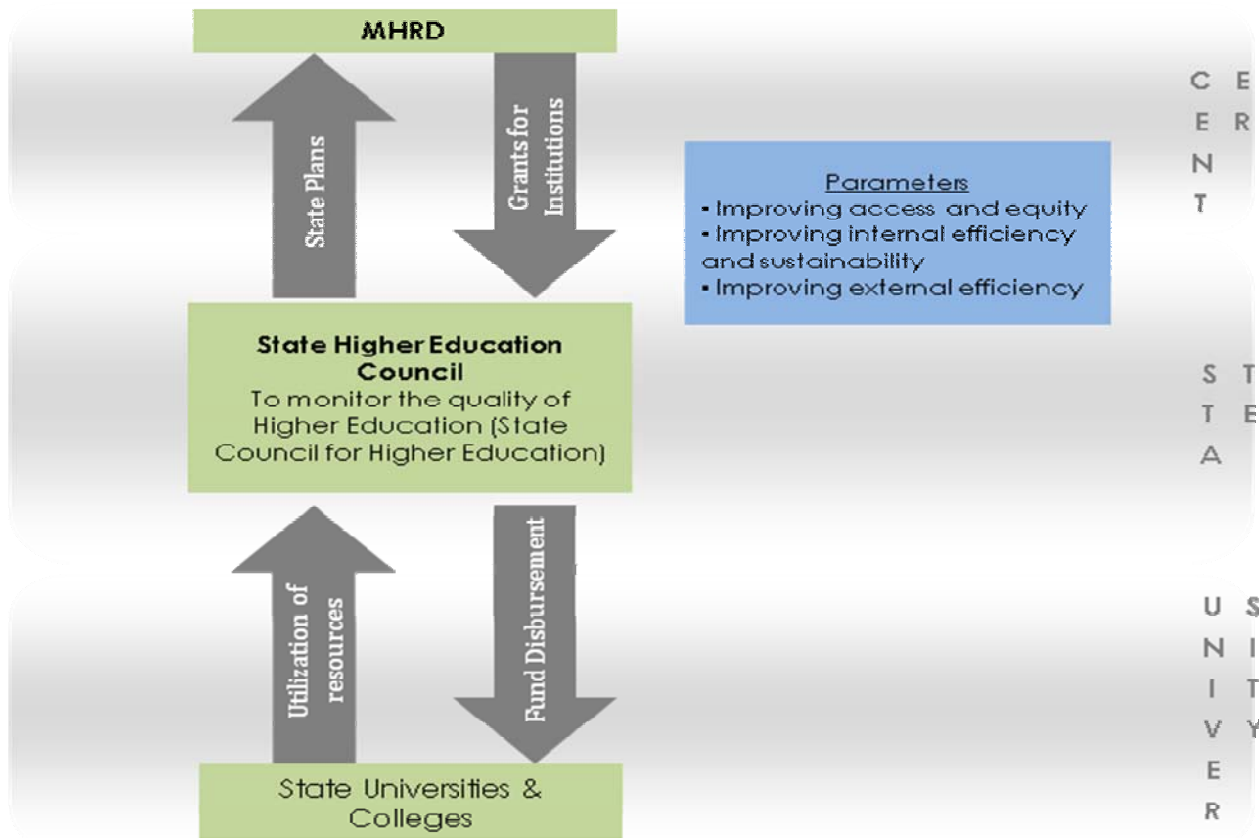 MHRD
State Plans
Grants for
Institutions
C E
E R
N
T
Parameters
▪ Improving access and equity
▪ Improving internal efficiency
and sustainability
▪ Improving external efficiency
State Higher Education
Council
To monitor the quality of
Higher Education (State
Council for Higher Education)
S T
T E
A
Utilization of
resources
Fund Disbursement
U S
N I
I T
V Y
E
R
State Universities &
Colleges